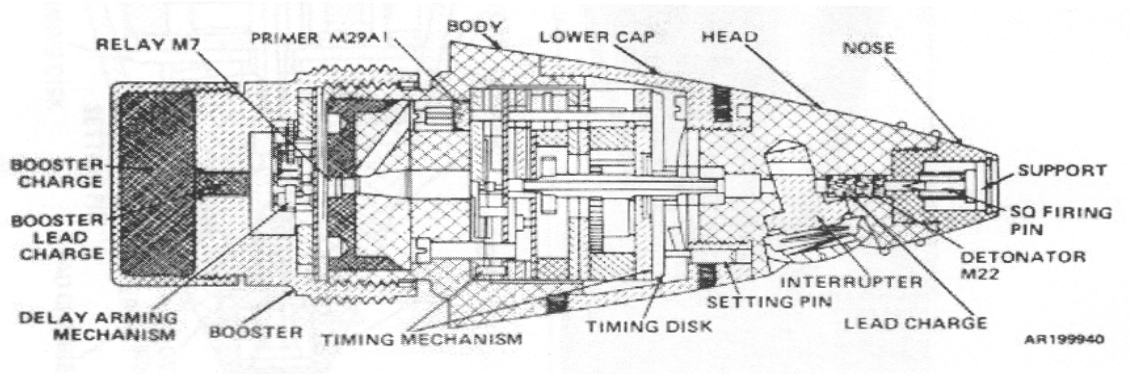 BODY
RELAY M7
PRIMER M29A1
LOWER CAP
HEAD
NOSE
BOOSTER
CHARGE
BOOSTER
LEAD
CHARGE
SUPPORT
SQ FIRING
PIN
DETONATOR
M22
INTERRUPTER
SETTING PIN
DELAY ARMING
MECHANISM
BOOSTER
TIMING MECHANISM
TIMING DISK
LEAD CHARGE
AR199940